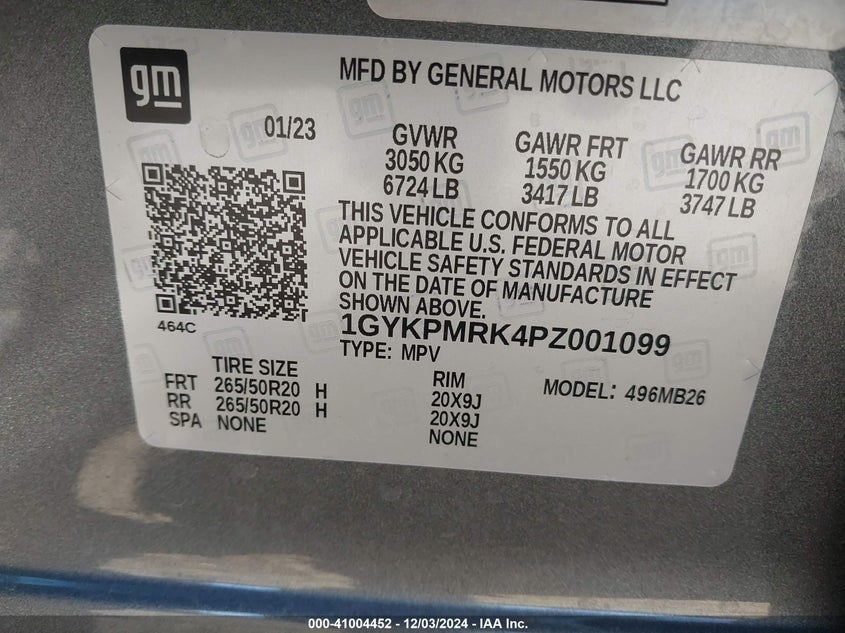 gm
MFD BY GENERAL MOTORS LLC
01/23
GVWR
3050 KG
6724 LB
GAWR FRT
1550 KG
3417 LB
GAWR RR
1700 KG
3747 LB
THIS VEHICLE CONFORMS TO ALL
APPLICABLE U.S. FEDERAL MOTOR
VEHICLE SAFETY STANDARDS IN EFFECT
ON THE DATE OF MANUFACTURE
SHOWN ABOVE.
464C
1GYKPMRK4PZ001099
TYPE: MPV
TIRE SIZE
FRT 265/50R20 H
RR 265/50R20 H
SPA NONE
RIM
20X9J
20X9J
NONE
MODEL: 496MB26
000-41004452 - 12/03/2024 - IAA Inc.